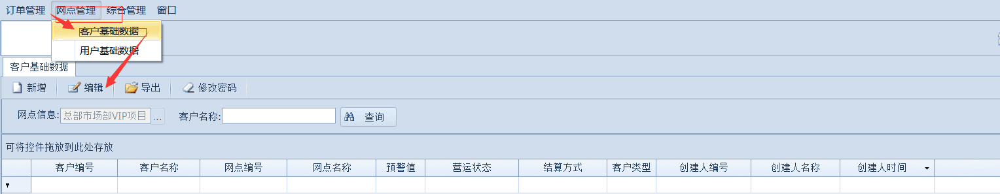 订单管理 网点管理 综合管理 窗口
客户基础数据
用户基础数据
客户基础数据
新增 编辑 导出 修改密码
网点信息: 总部市场部VIP项目 ... 客户名称: 查询
可将控件拖放到此处存放
客户编号 客户名称 网点编号 网点名称 预警值 营运状态 结算方式 客户类型 创建人编号 创建人名称 创建人时间